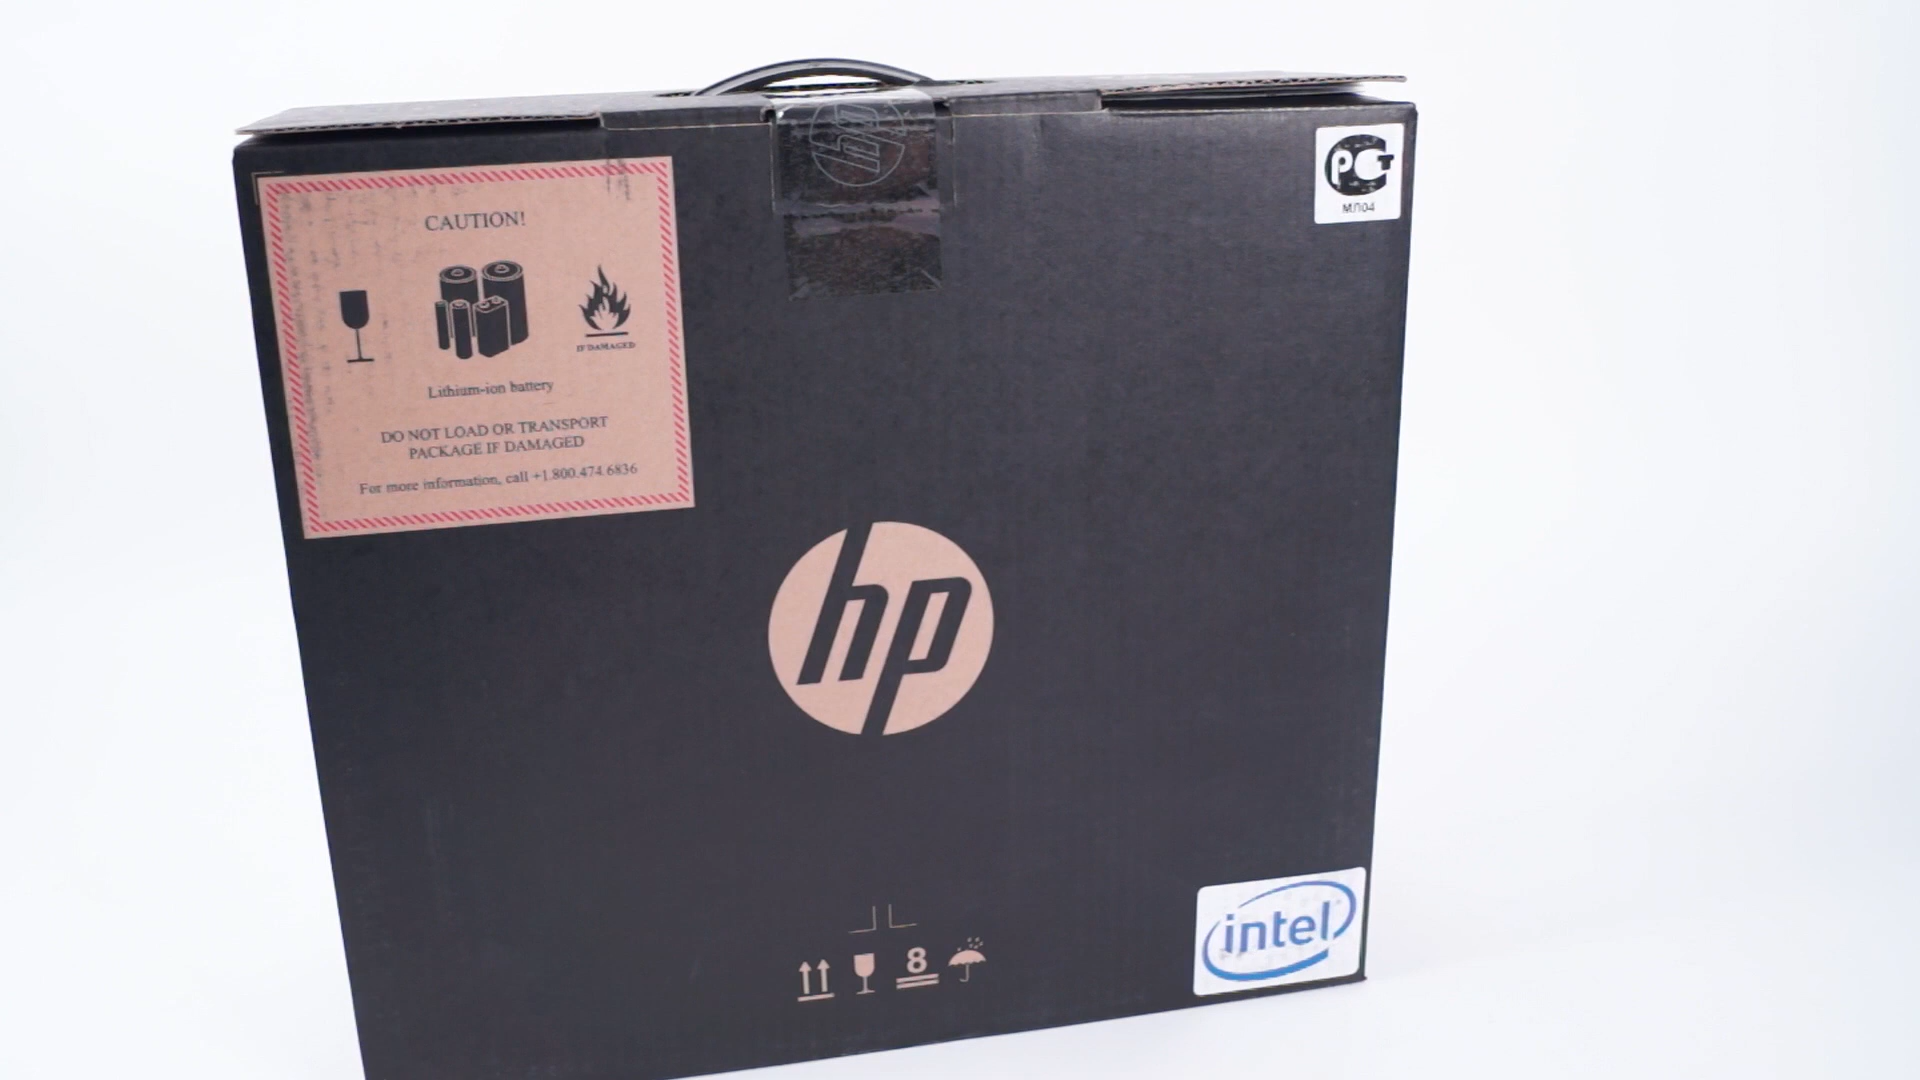 hp
PCT
МЛ04
CAUTION!
IF DAMAGED
Lithium-ion battery
DO NOT LOAD OR TRANSPORT
PACKAGE IF DAMAGED
For more information, call +1.800.474.6836
hp
8
intel